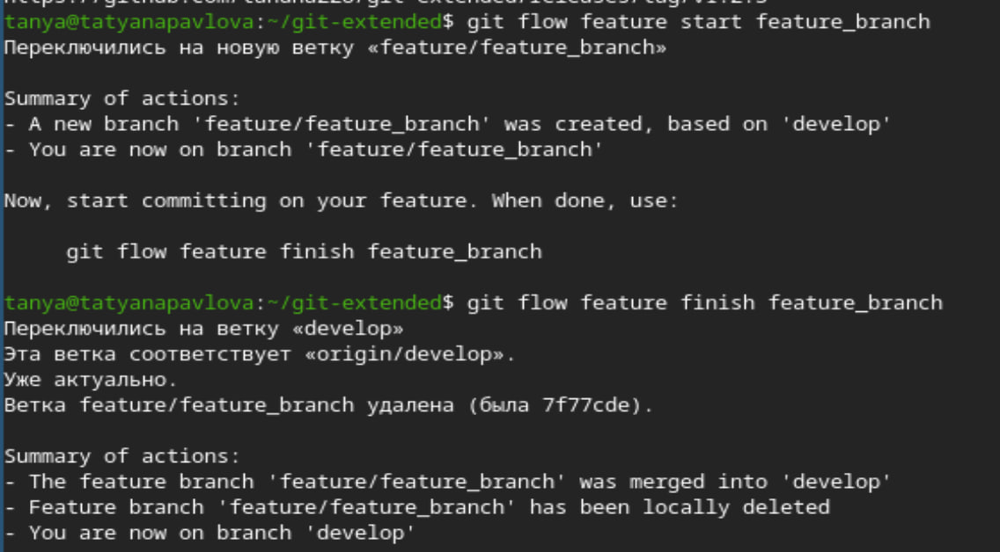 tanya@tatyanapavlova:~/git-extended$ git flow feature start feature_branch
Переключились на новую ветку «feature/feature_branch»
Summary of actions:
- A new branch 'feature/feature_branch' was created, based on 'develop'
- You are now on branch 'feature/feature_branch'
Now, start committing on your feature. When done, use:
git flow feature finish feature_branch
tanya@tatyanapavlova:~/git-extended$ git flow feature finish feature_branch
Переключились на ветку «develop»
Эта ветка соответствует «origin/develop».
Уже актуально.
Ветка feature/feature_branch удалена (была 7f77cde).
Summary of actions:
- The feature branch 'feature/feature_branch' was merged into 'develop'
- Feature branch 'feature/feature_branch' has been locally deleted
- You are now on branch 'develop'